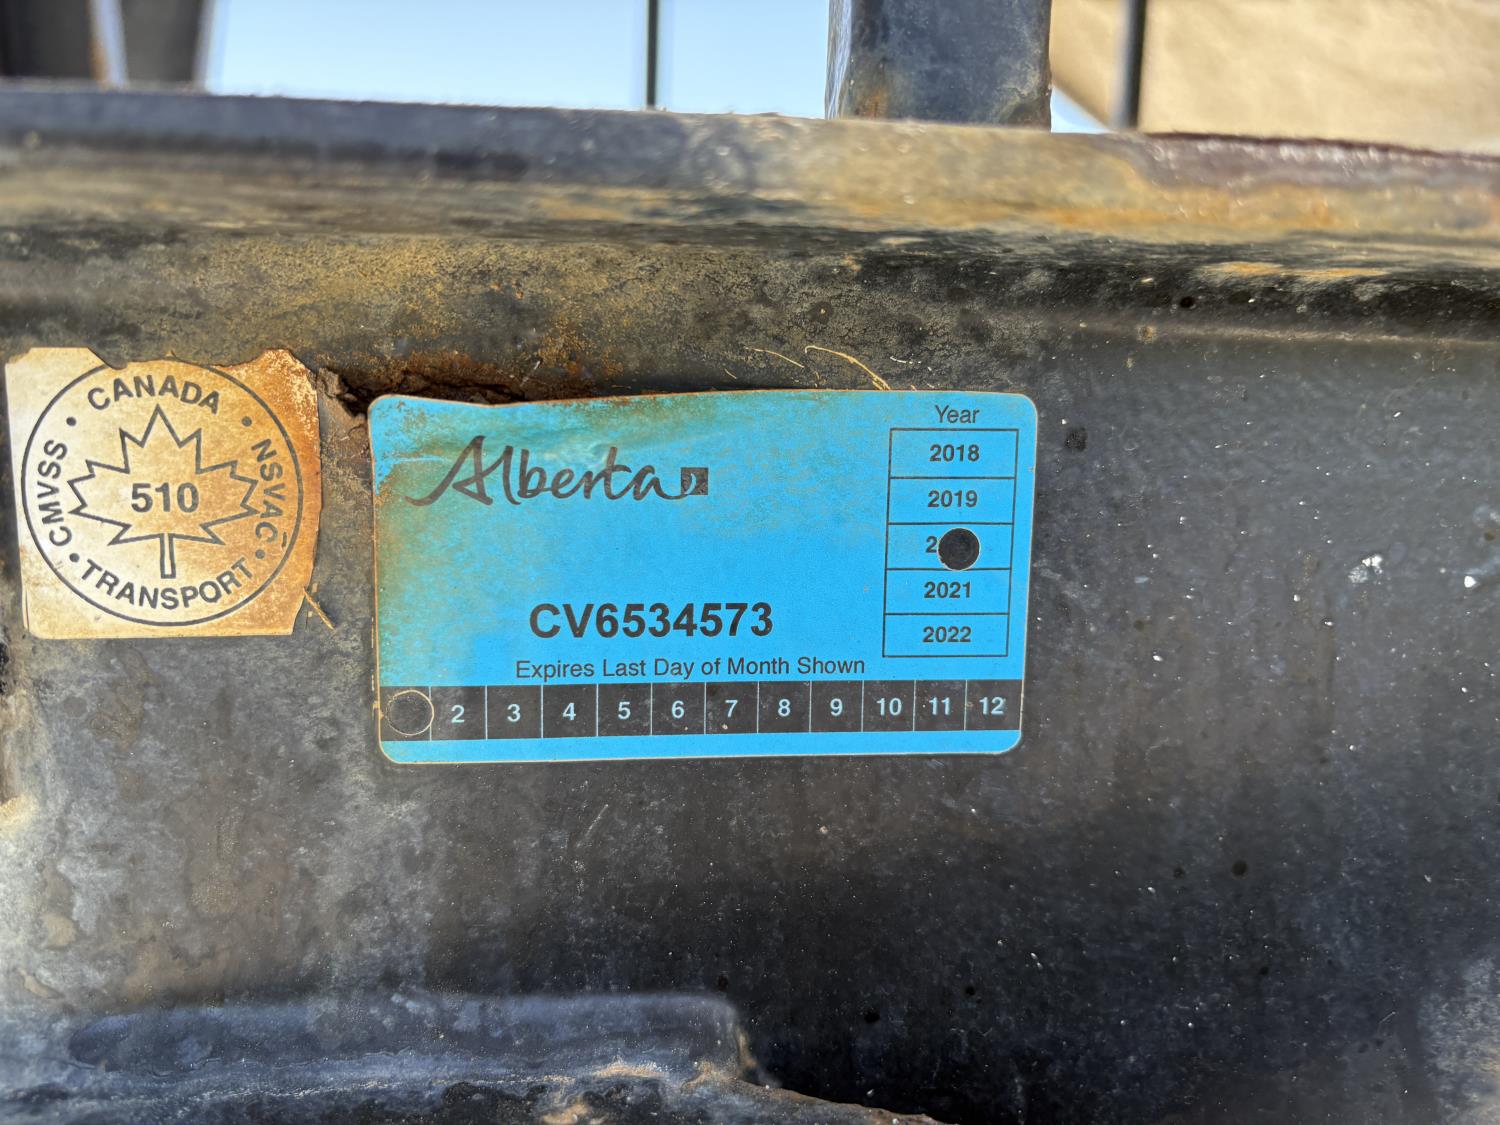 CANADA
CMVSS
NSVAC
510
TRANSPORT
Alberta
Year
2018
2019
2021
2022
CV6534573
Expires Last Day of Month Shown
2 3 4 5 6 7 8 9 10 11 12